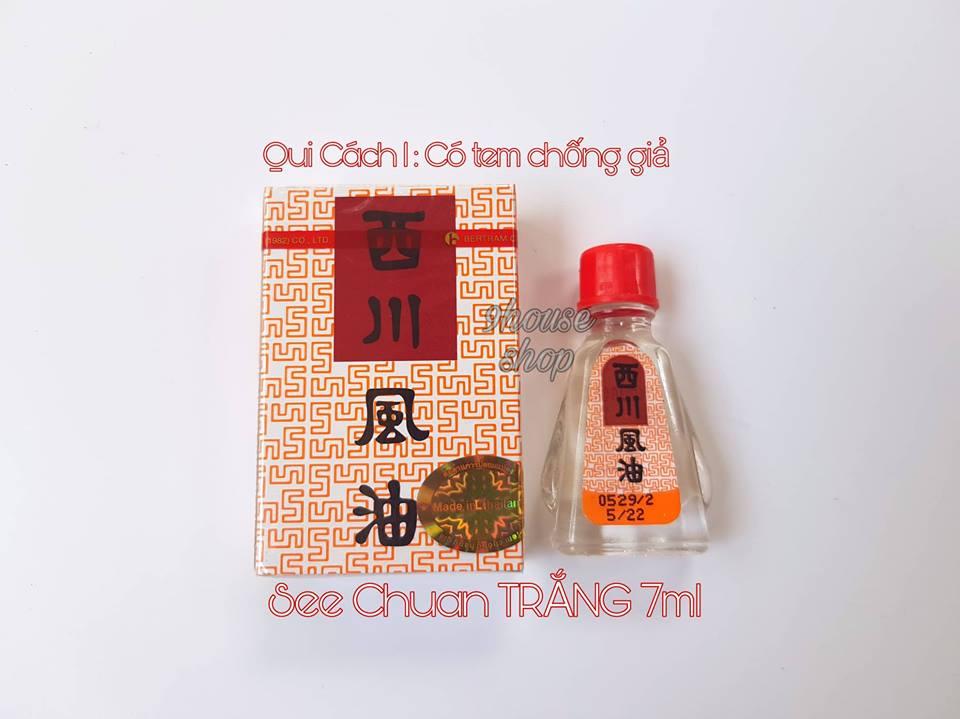 Qui Cách 1: Có tem chống giả
(1982) CO., LTD.
BERTRAM C
西
川
風
油
Made in Thailan
9house
shop
西
川
風
油
0529/2
5/22
See Chuan TRẮNG 7ml